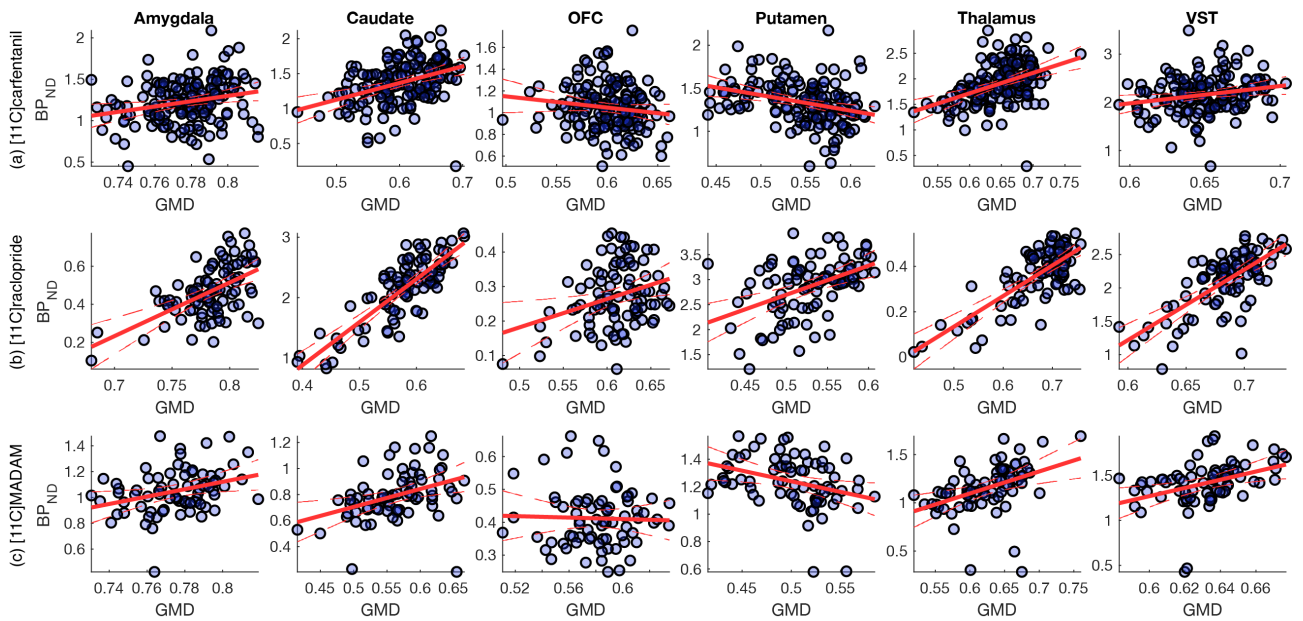 Amygdala Caudate OFC Putamen Thalamus VST
(a) [11C]carfentanil
BP_ND
2 1.5 1 0.5
0.74 0.76 0.78 0.8
GMD
2 1.5 1 0.5
0.5 0.6 0.7
GMD
1.6 1.4 1.2 1 0.8 0.6
0.5 0.55 0.6 0.65
GMD
2 1.5 1
0.45 0.5 0.55 0.6
GMD
2.5 2 1.5 1 0.5
0.55 0.6 0.65 0.7 0.75
GMD
3 2 1
0.6 0.65 0.7
GMD
(b) [11C]raclopride
BP_ND
0.6 0.4 0.2
0.7 0.75 0.8
GMD
3 2 1
0.4 0.5 0.6
GMD
0.4 0.3 0.2 0.1
0.5 0.55 0.6 0.65
GMD
3.5 3 2.5 2 1.5
0.45 0.5 0.55 0.6
GMD
0.4 0.2 0
0.5 0.6 0.7
GMD
2.5 2 1.5 1
0.6 0.65 0.7
GMD
(c) [11C]MADAM
BP_ND
1.4 1.2 1 0.8 0.6
0.74 0.76 0.78 0.8
GMD
1.2 1 0.8 0.6 0.4
0.45 0.5 0.55 0.6 0.65
GMD
0.6 0.5 0.4 0.3
0.52 0.54 0.56 0.58 0.6
GMD
1.4 1.2 1 0.8 0.6
0.45 0.5 0.55
GMD
1.5 1 0.5
0.55 0.6 0.65 0.7 0.75
GMD
1.5 1 0.5
0.6 0.62 0.64 0.66
GMD